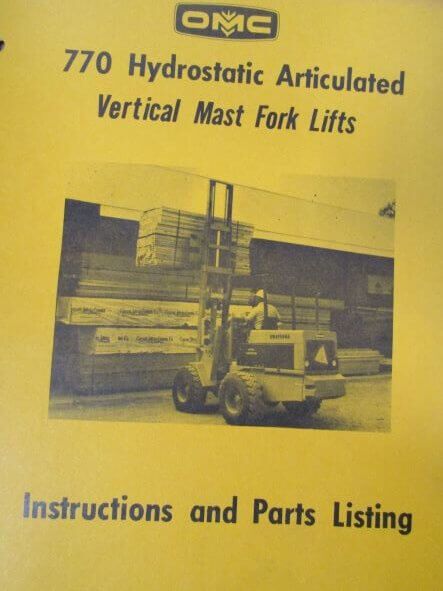 OMC
770 Hydrostatic Articulated
Vertical Mast Fork Lifts
Instructions and Parts Listing